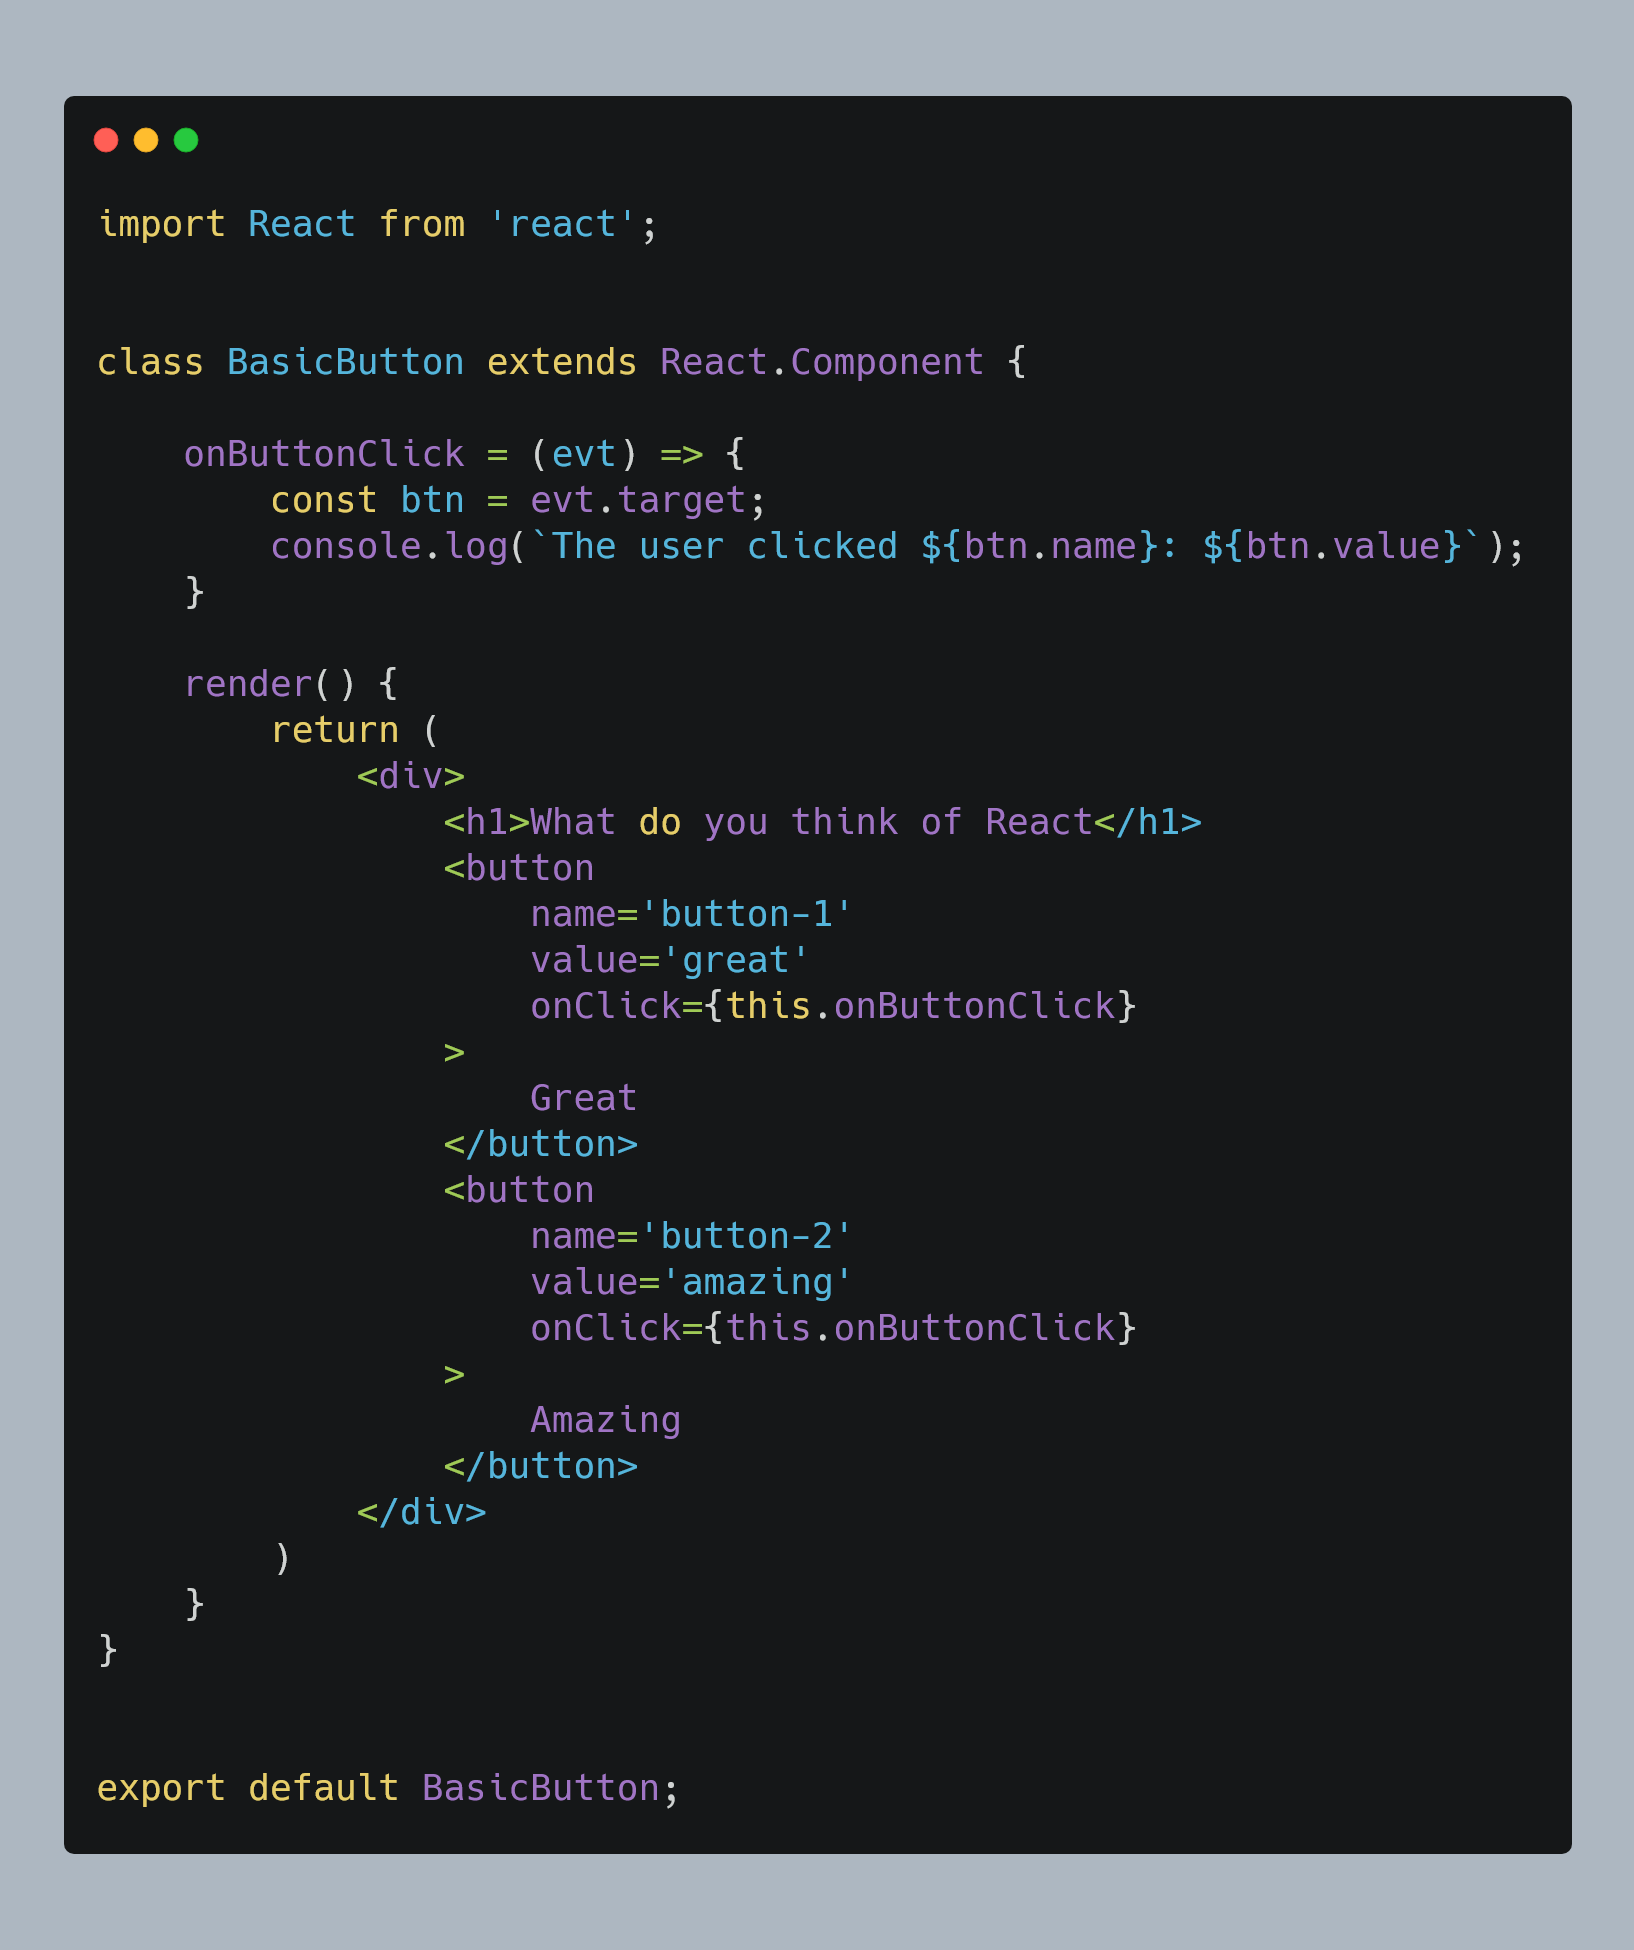 import React from 'react';
class BasicButton extends React.Component {
    onButtonClick = (evt) => {
        const btn = evt.target;
        console.log(`The user clicked ${btn.name}: ${btn.value}`);
    }
    render() {
        return (
            <div>
                <h1>What do you think of React</h1>
                <button
                    name='button-1'
                    value='great'
                    onClick={this.onButtonClick}
                >
                    Great
                </button>
                <button
                    name='button-2'
                    value='amazing'
                    onClick={this.onButtonClick}
                >
                    Amazing
                </button>
            </div>
        )
    }
}
export default BasicButton;